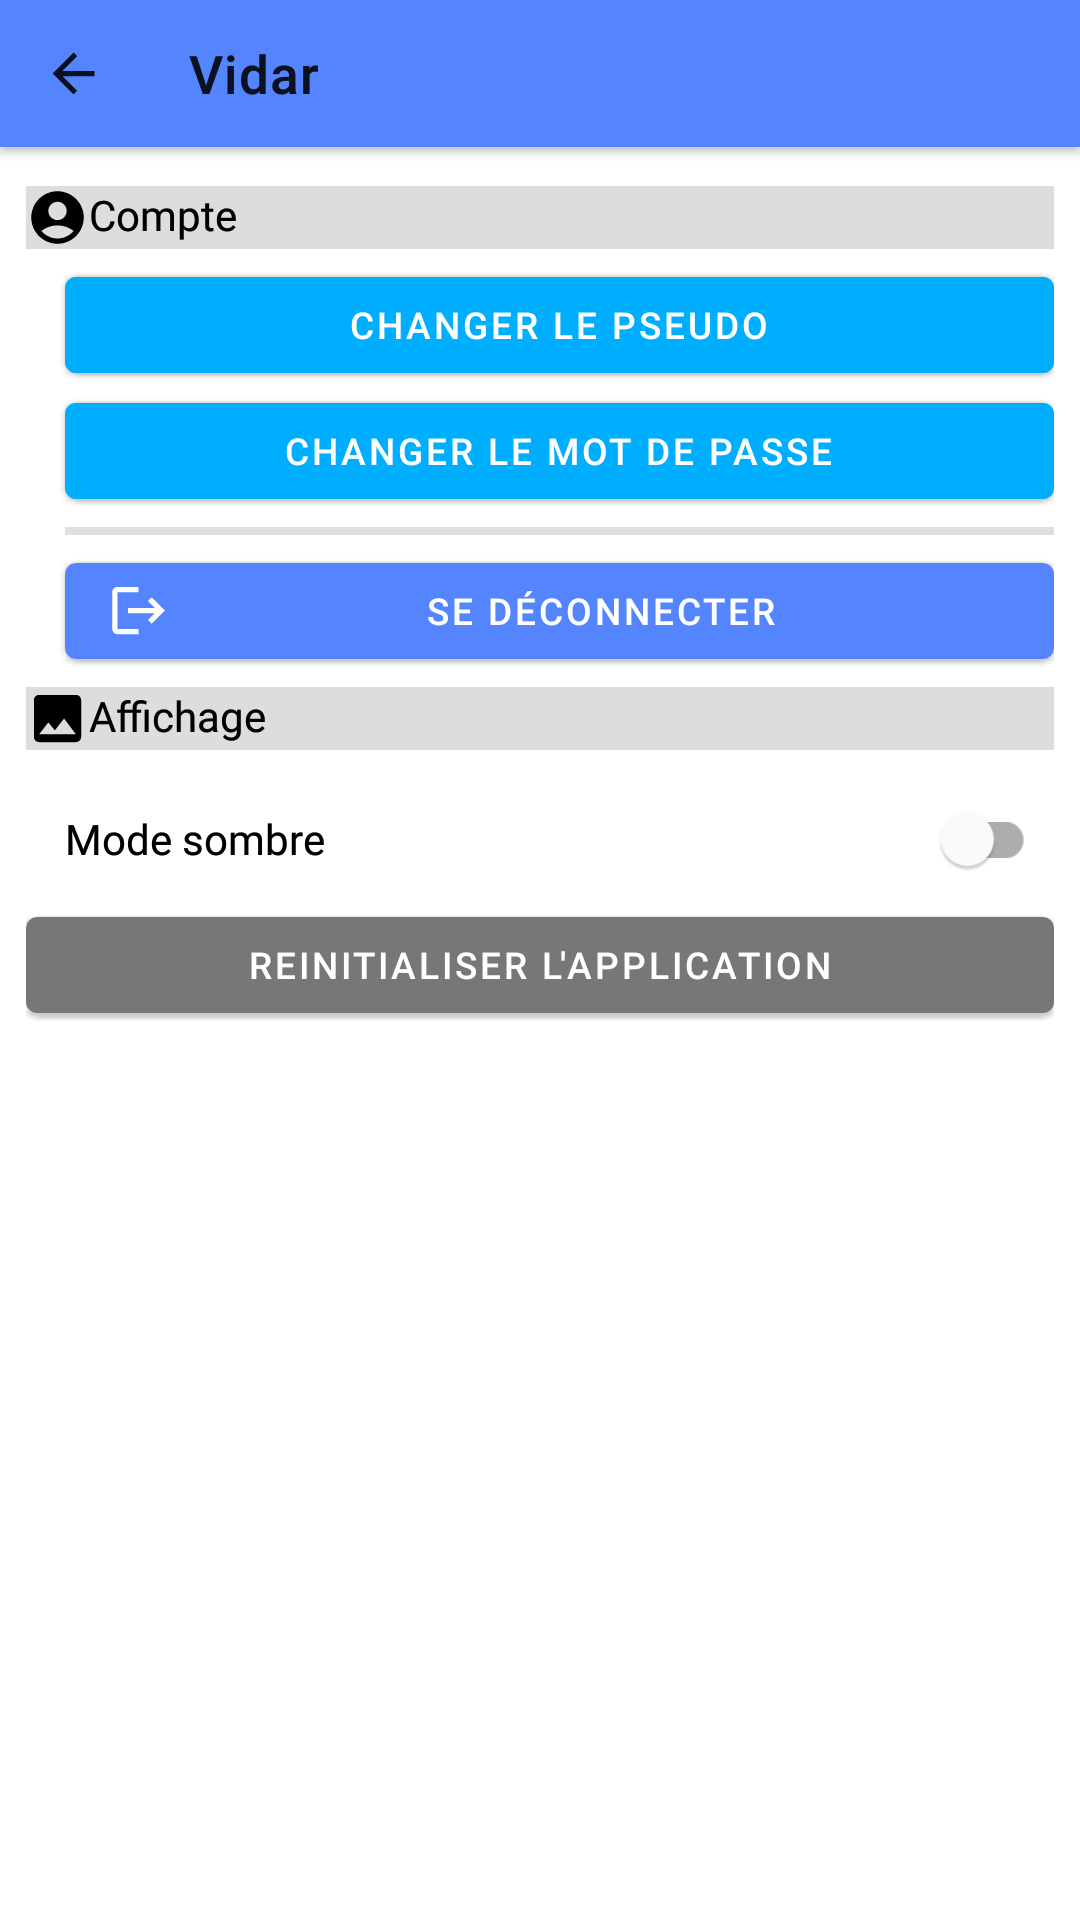 Vidar
Compte
CHANGER LE PSEUDO
CHANGER LE MOT DE PASSE
SE DÉCONNECTER
Affichage
Mode sombre
REINITIALISER L'APPLICATION